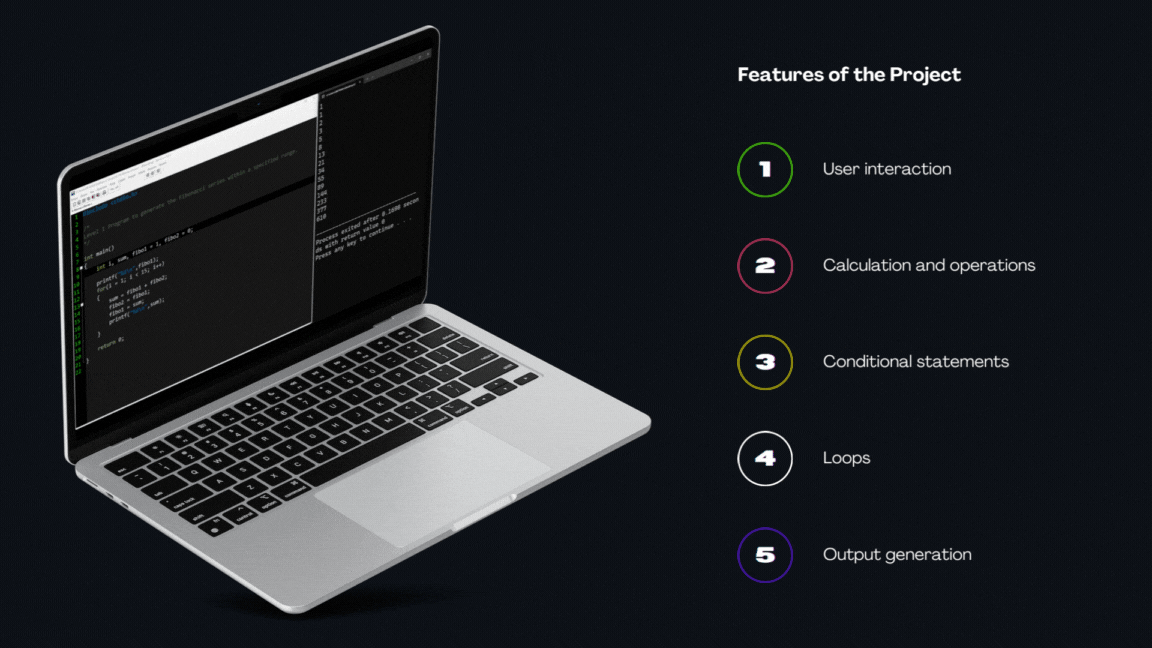 Features of the Project
1
User interaction
2
Calculation and operations
3
Conditional statements
4
Loops
5
Output generation
Level 1 Program to generate the Fibonacci series within a specified range.
*/
int main()
{ int i, sum, fibo1 = 1, fibo2 = 0;
printf("%d\n",fibo1);
for(i = 1; i < 15; i++)
{ sum = fibo1 + fibo2;
fibo2 = fibo1;
fibo1 = sum;
printf("%d\n",sum);
}
return 0;
}
1
1
2
3
5
8
13
21
34
55
89
144
233
377
610
Process exited after 0.1690 secon
ds with return value 0
Press any key to continue . . .